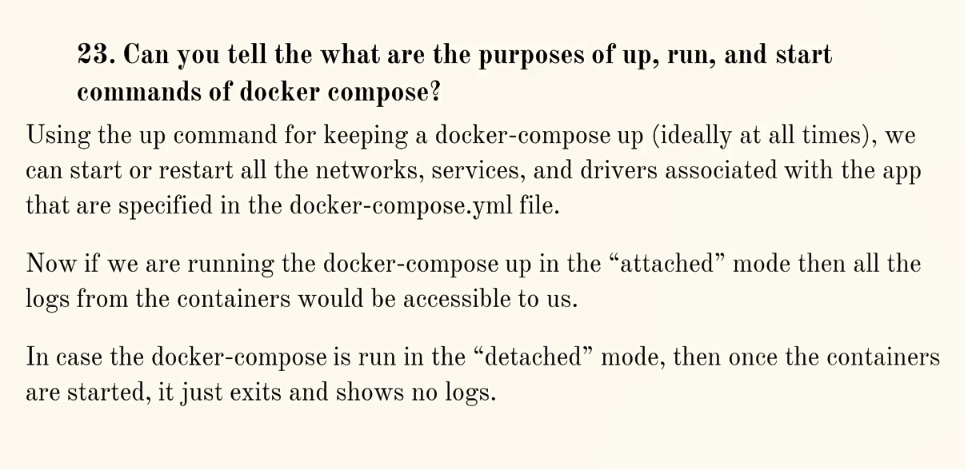 23. Can you tell the what are the purposes of up, run, and start
commands of docker compose?
Using the up command for keeping a docker-compose up (ideally at all times), we
can start or restart all the networks, services, and drivers associated with the app
that are specified in the docker-compose.yml file.
Now if we are running the docker-compose up in the “attached” mode then all the
logs from the containers would be accessible to us.
In case the docker-compose is run in the “detached” mode, then once the containers
are started, it just exits and shows no logs.